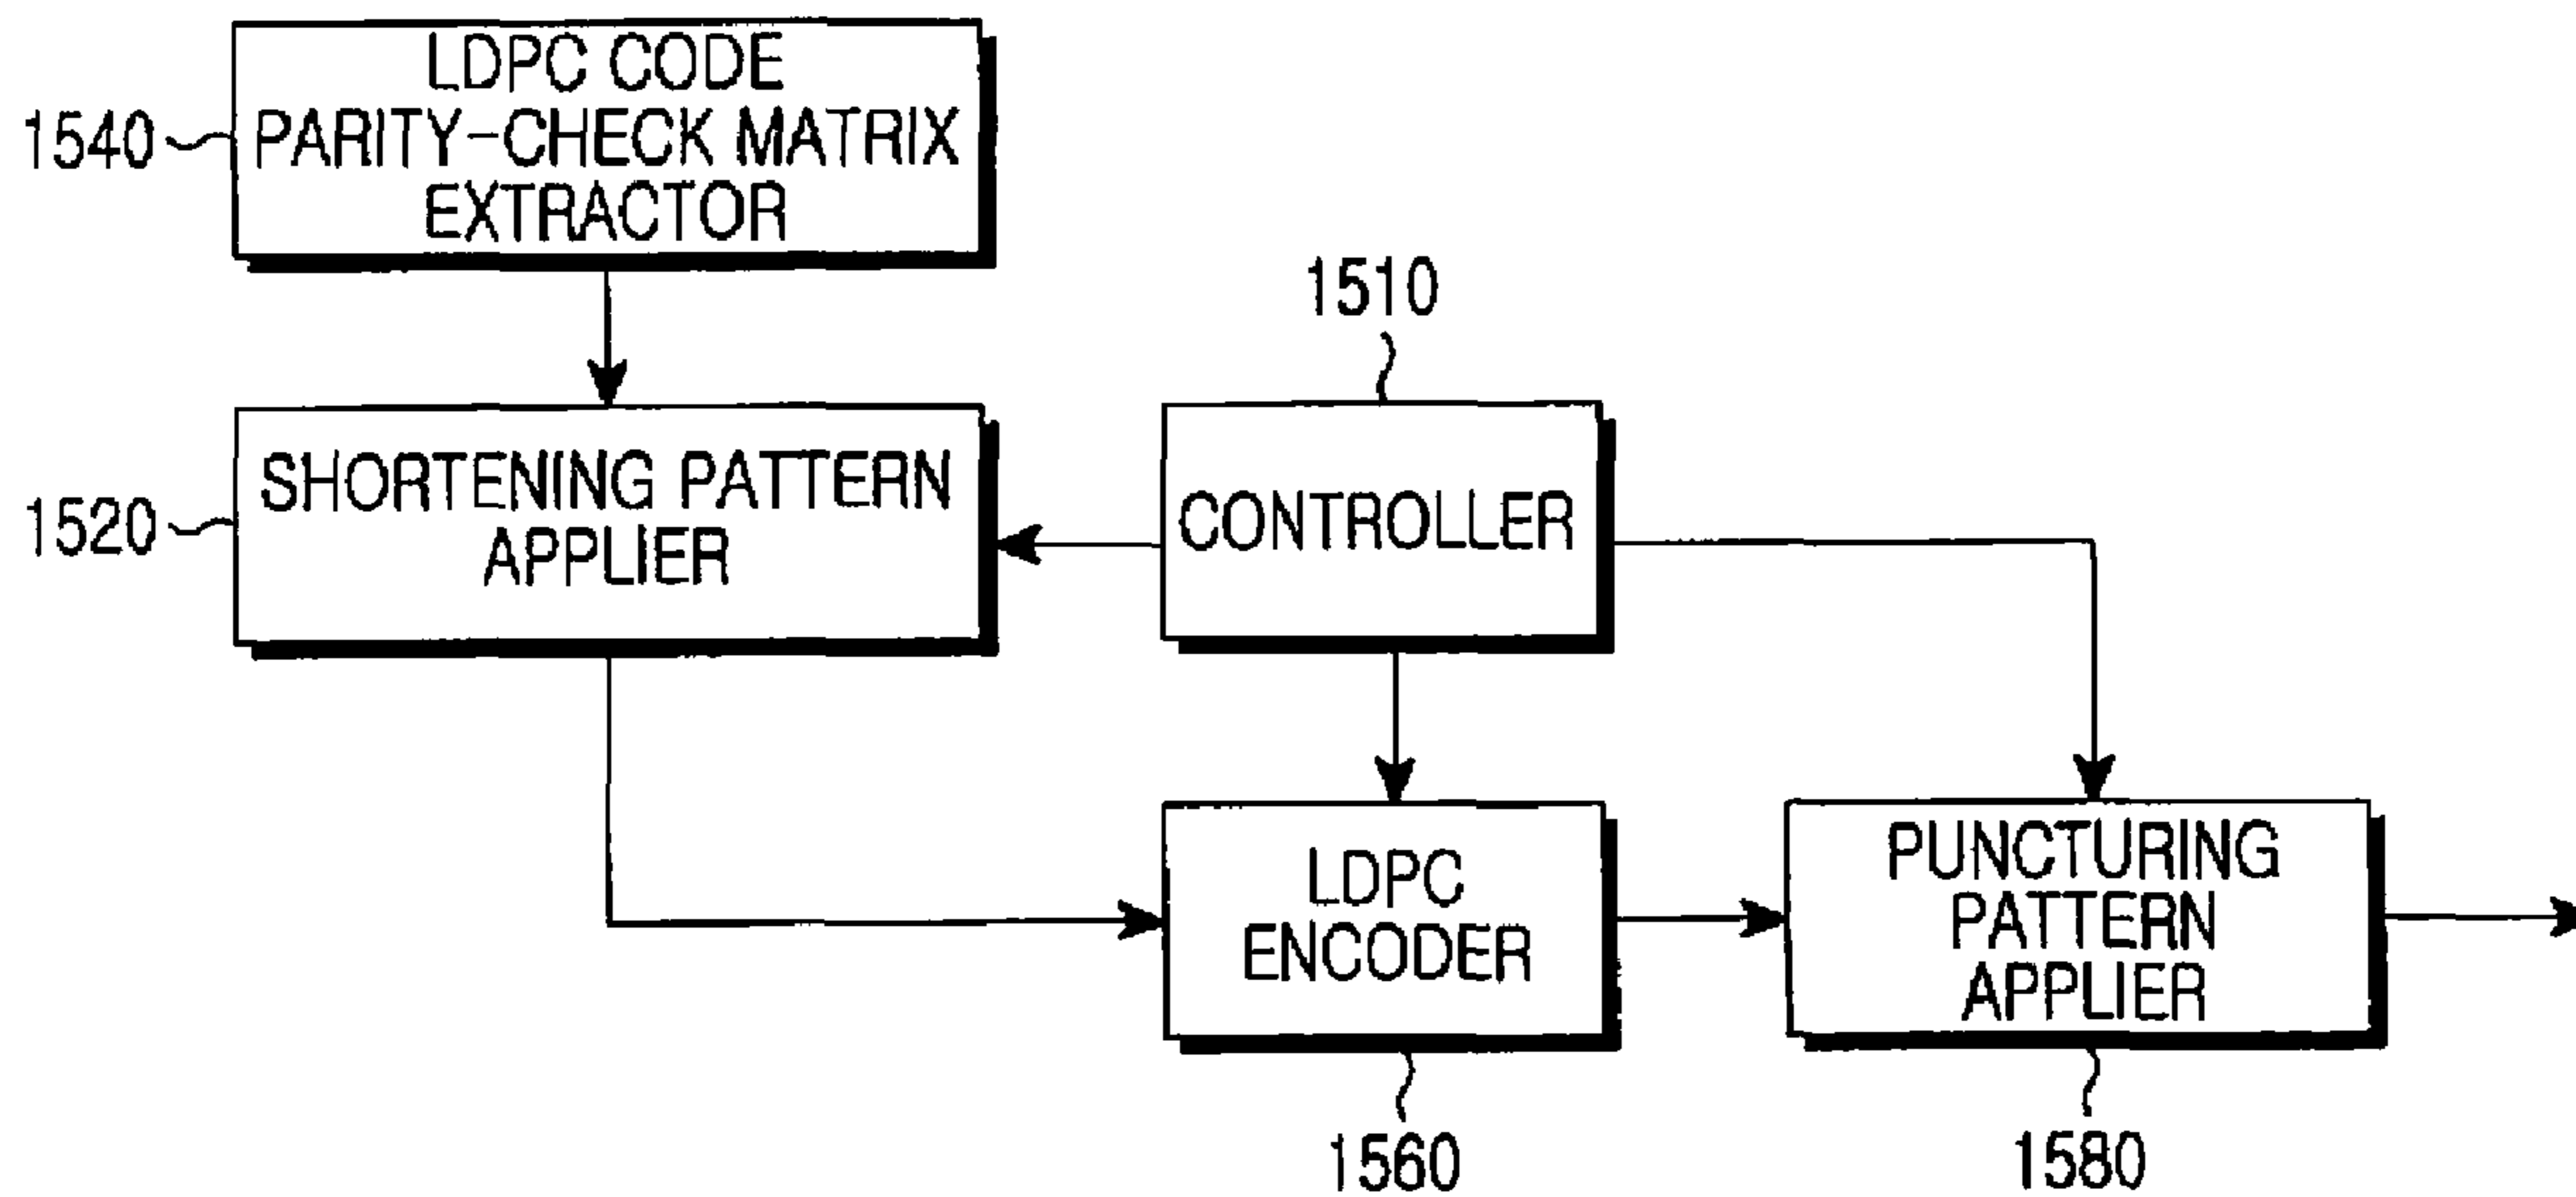 LDPC CODE
PARITY-CHECK MATRIX
EXTRACTOR
1540
1510
SHORTENING PATTERN
APPLIER
1520
CONTROLLER
LDPC
ENCODER
1560
PUNCTURING
PATTERN
APPLIER
1580